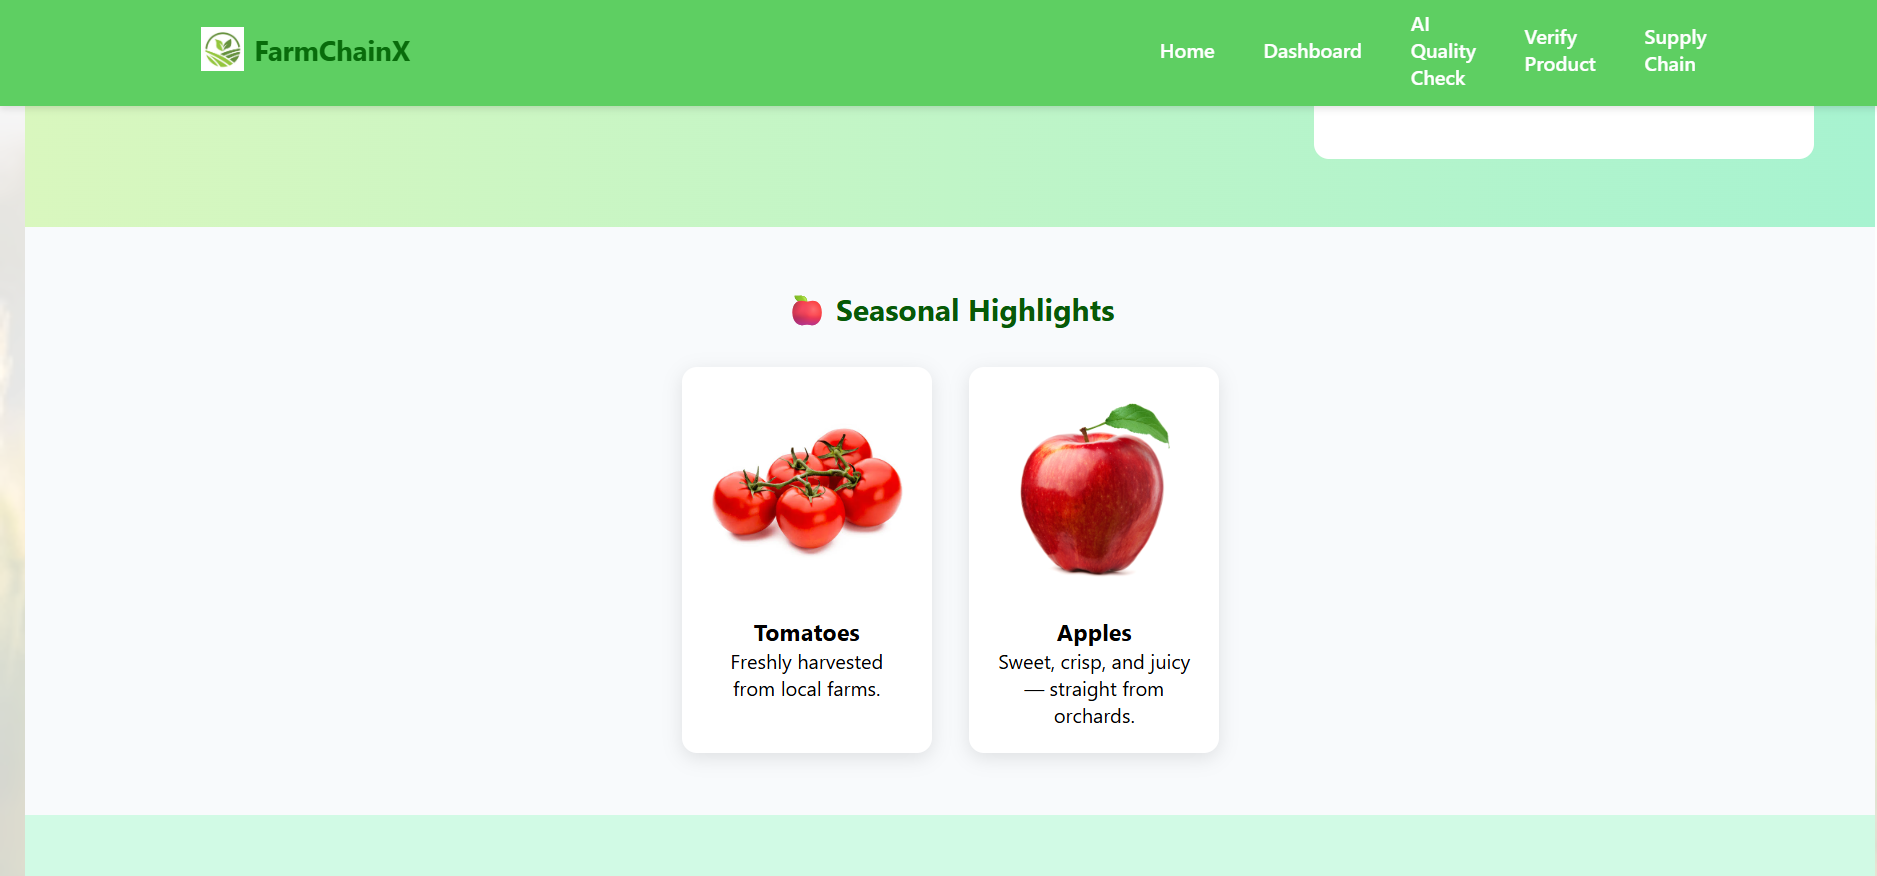 FarmChainX
Home
Dashboard
AI
Quality
Check
Verify
Product
Supply
Chain
Seasonal Highlights
Tomatoes
Freshly harvested
from local farms.
Apples
Sweet, crisp, and juicy
— straight from
orchards.